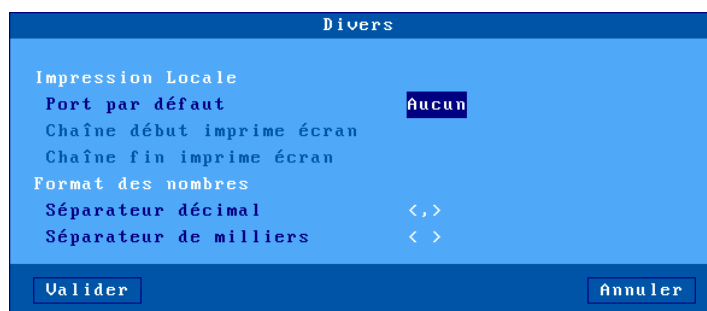 Divers
Impression Locale
Port par défaut Aucun
Chaîne début imprime écran
Chaîne fin imprime écran
Format des nombres
Séparateur décimal <,>
Séparateur de milliers < >
Valider Annuler